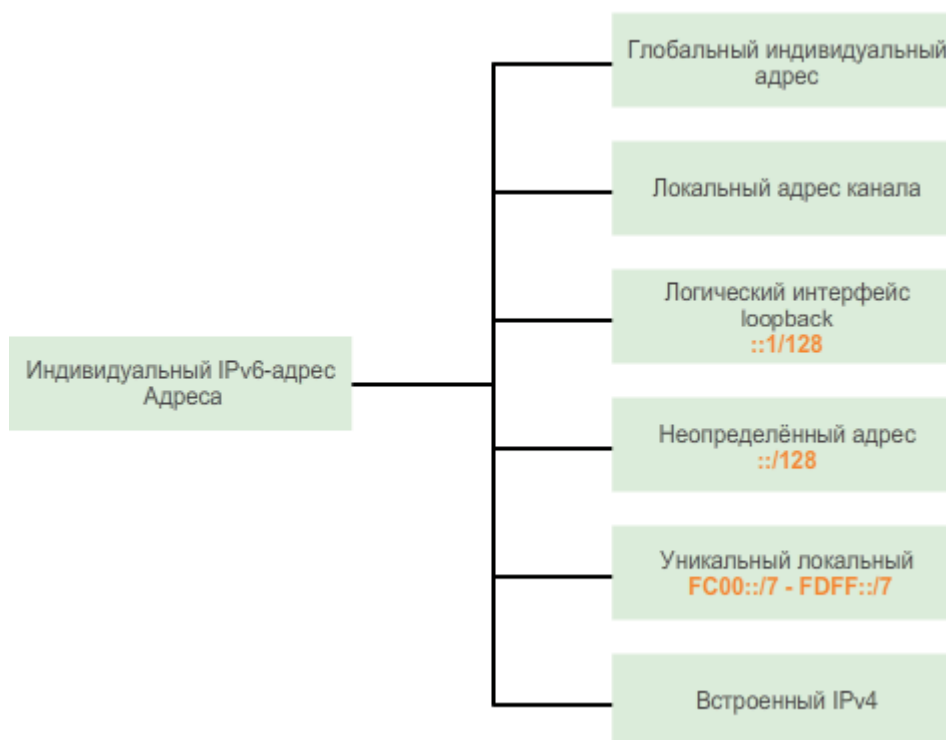 Глобальный индивидуальный
адрес
Локальный адрес канала
Логический интерфейс
loopback
::1/128
Индивидуальный IPv6-адрес
Адреса
Неопределённый адрес
::/128
Уникальный локальный
FC00::/7 - FDFF::/7
Встроенный IPv4